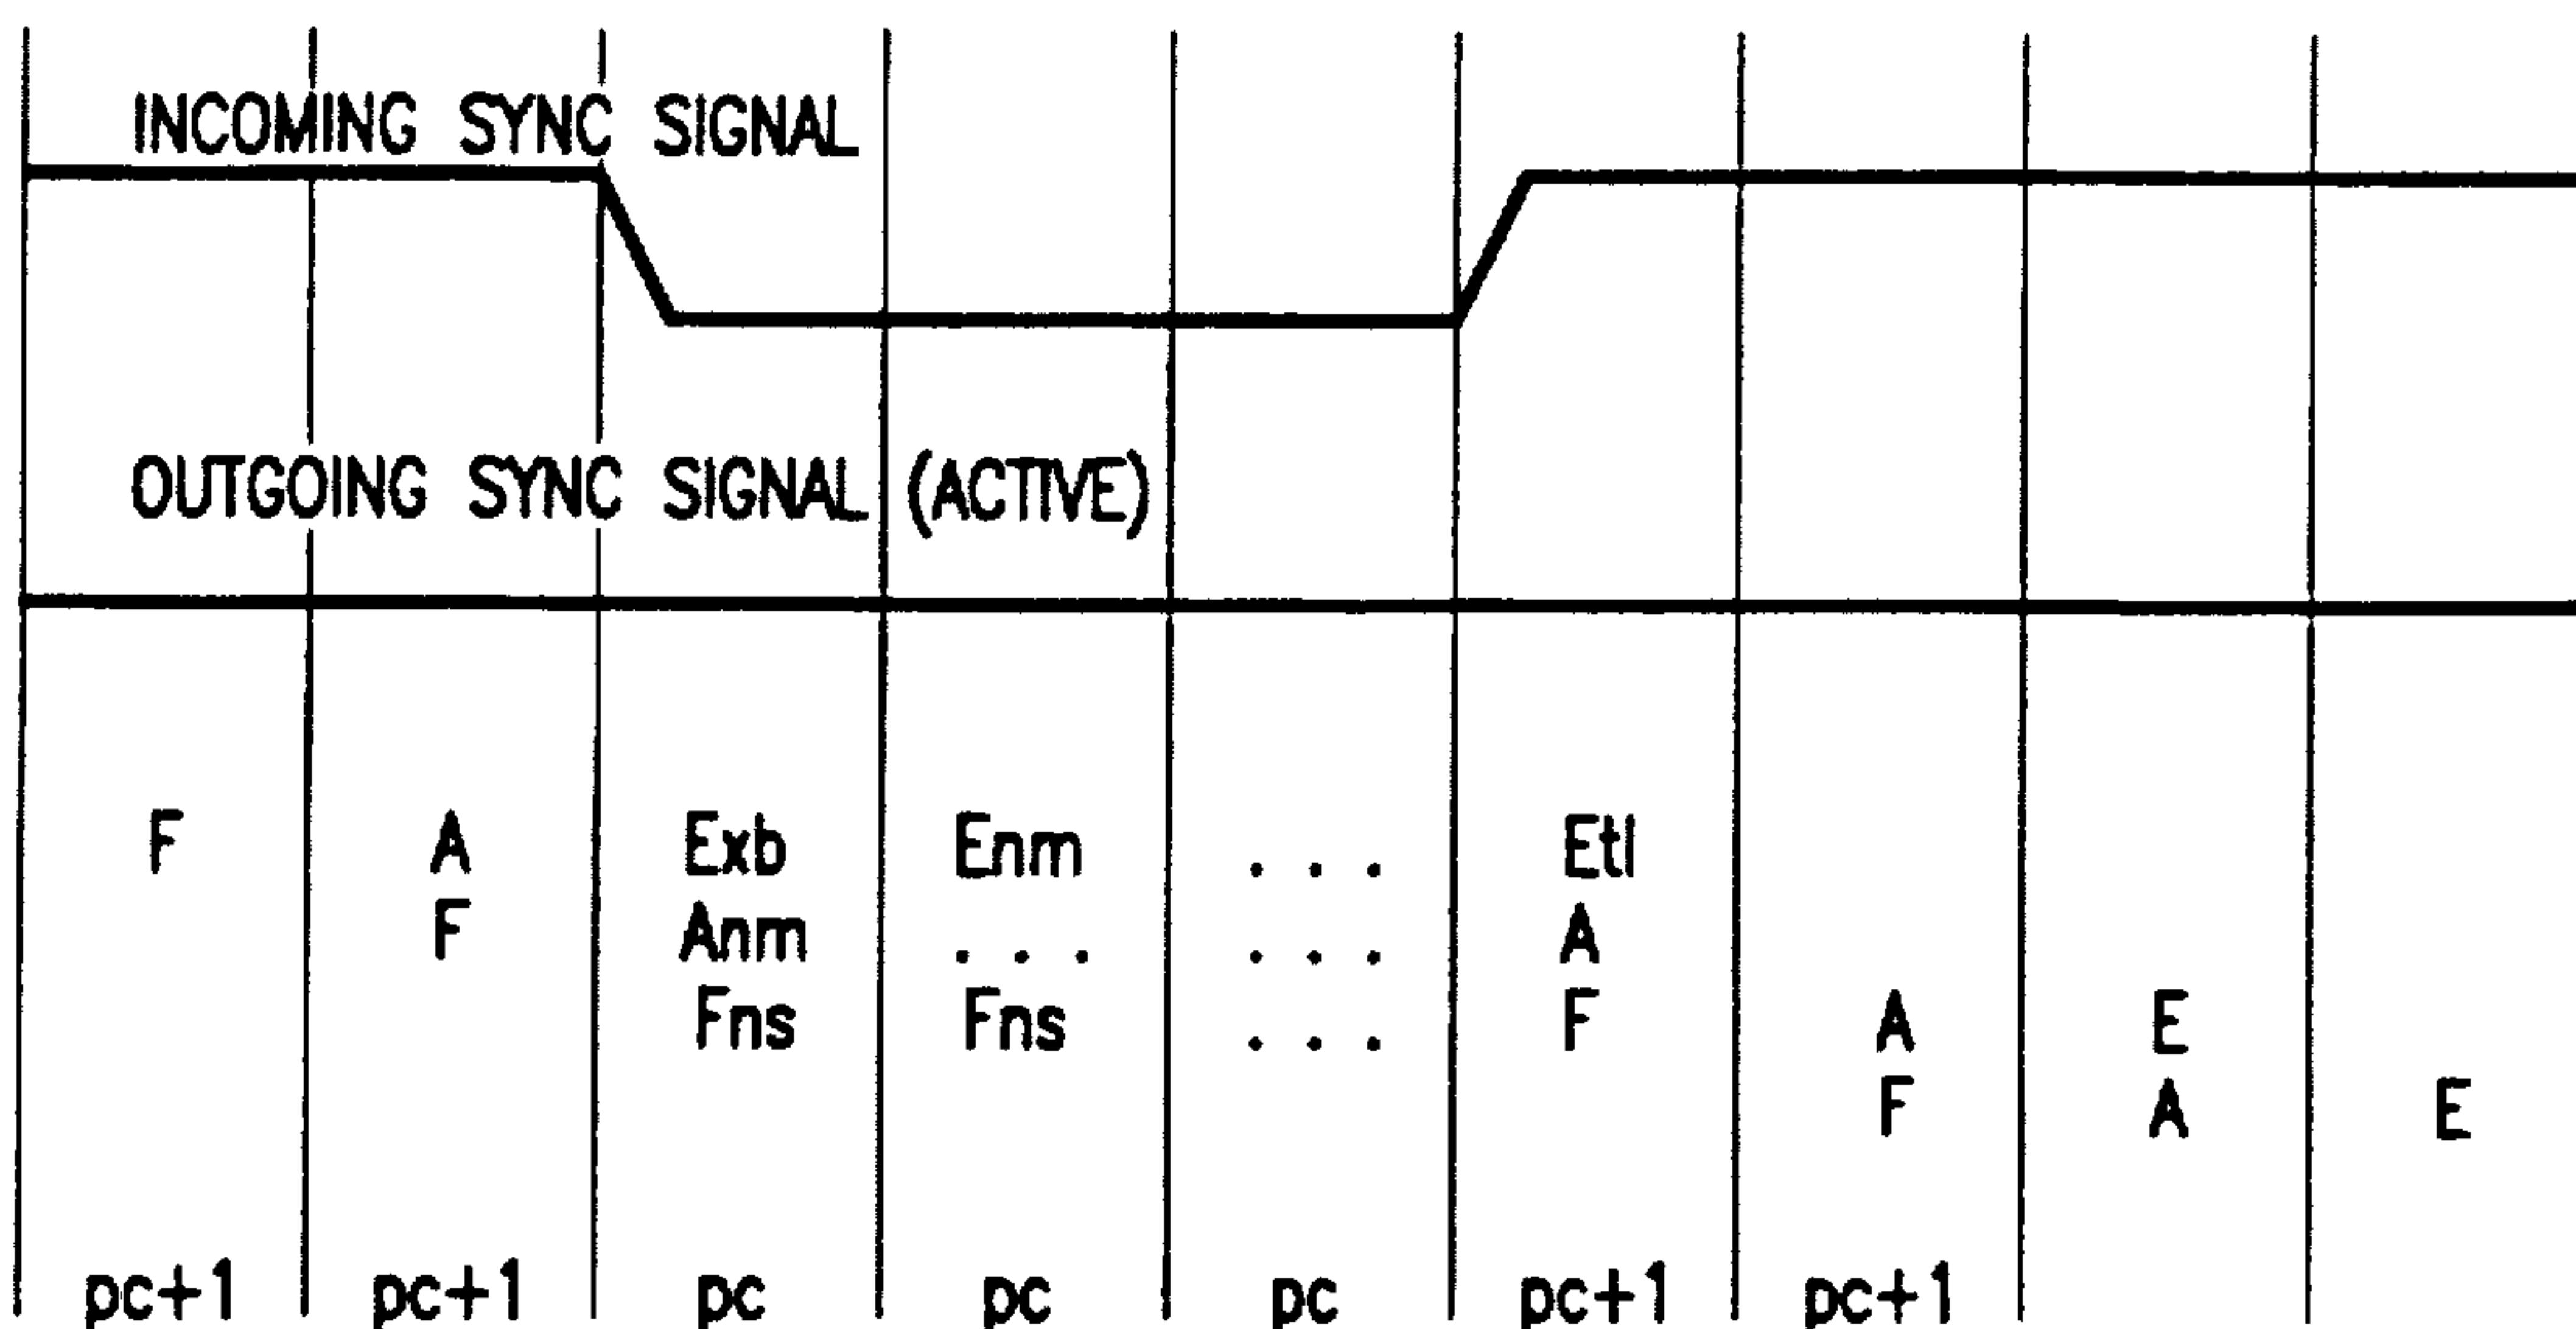 INCOMING SYNC SIGNAL
OUTGOING SYNC SIGNAL (ACTIVE)
F A Exb Enm . . . Etl
F Anm . . . . . . A
Fns Fns . . . F A E
F A E
pc+1 pc+1 pc pc pc pc+1 pc+1